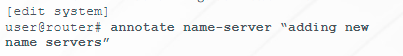 [edit system]
user@router# annotate name-server “adding new
name servers”